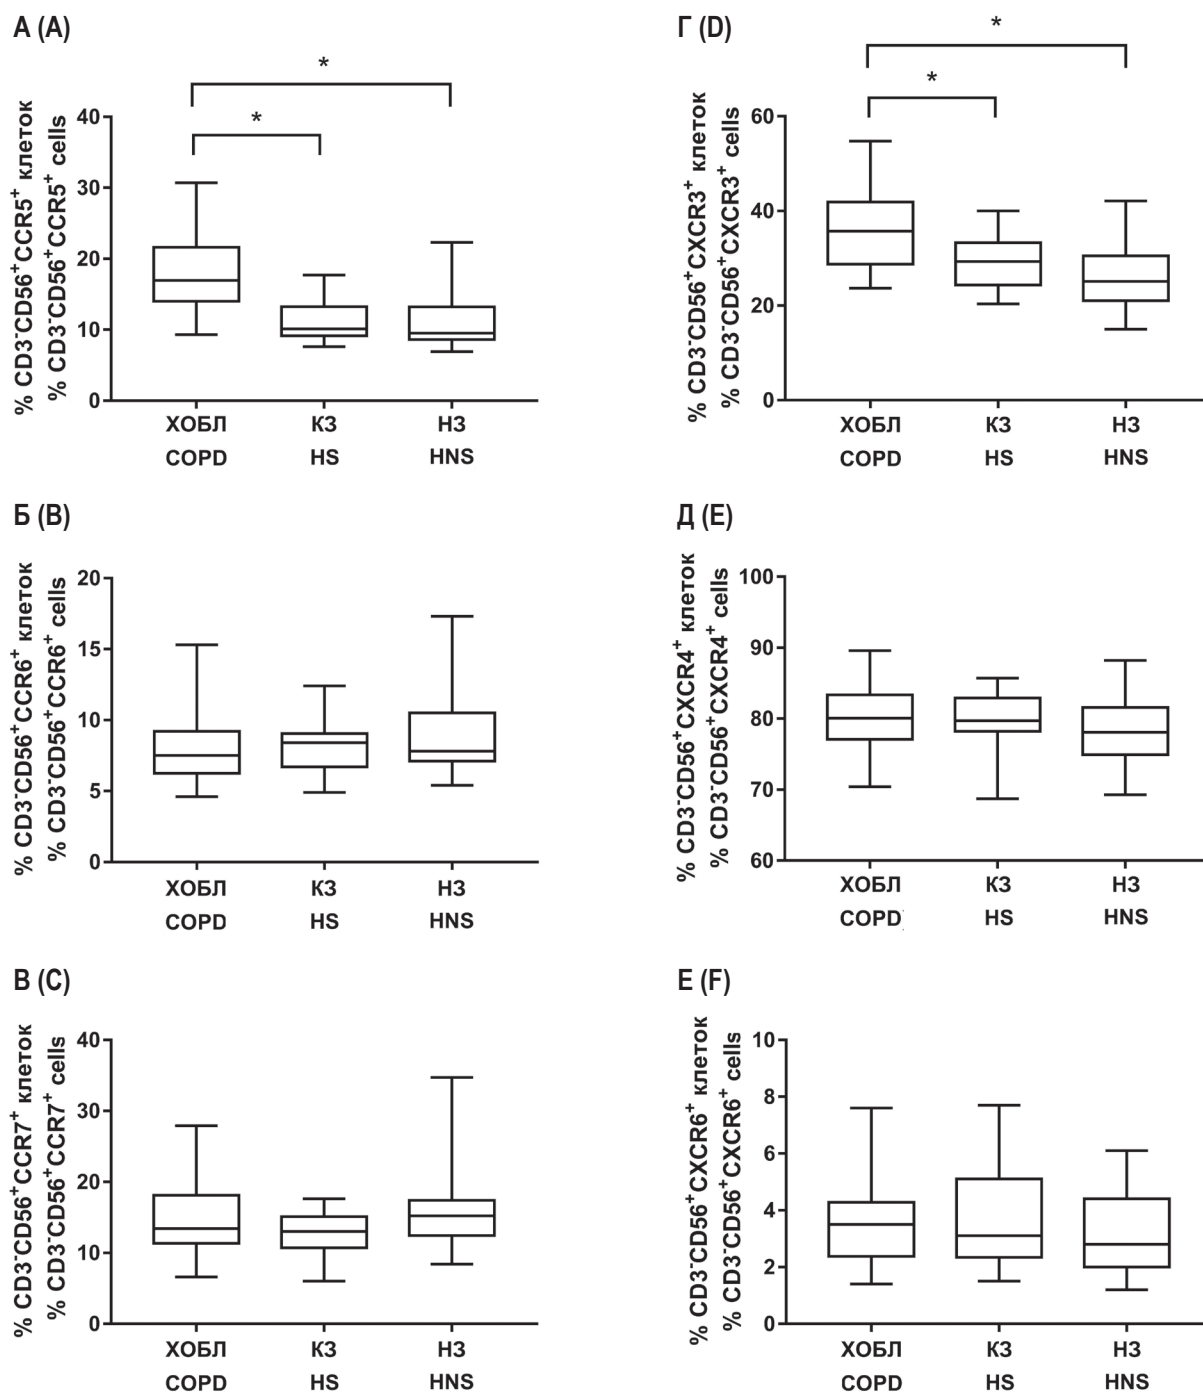 А (A)
% CD3⁻CD56⁺CCR5⁺ клеток
% CD3⁻CD56⁺CCR5⁺ cells
*
*
40
30
20
10
0
ХОБЛ КЗ НЗ
COPD HS HNS
Б (B)
% CD3⁻CD56⁺CCR6⁺ клеток
% CD3⁻CD56⁺CCR6⁺ cells
20
15
10
5
0
ХОБЛ КЗ НЗ
COPD HS HNS
В (C)
% CD3⁻CD56⁺CCR7⁺ клеток
% CD3⁻CD56⁺CCR7⁺ cells
40
30
20
10
0
ХОБЛ КЗ НЗ
COPD HS HNS
Г (D)
% CD3⁻CD56⁺CXCR3⁺ клеток
% CD3⁻CD56⁺CXCR3⁺ cells
*
*
60
40
20
0
ХОБЛ КЗ НЗ
COPD HS HNS
Д (E)
% CD3⁻CD56⁺CXCR4⁺ клеток
% CD3⁻CD56⁺CXCR4⁺ cells
100
90
80
70
60
ХОБЛ КЗ НЗ
COPD HS HNS
Е (F)
% CD3⁻CD56⁺CXCR6⁺ клеток
% CD3⁻CD56⁺CXCR6⁺ cells
10
8
6
4
2
0
ХОБЛ КЗ НЗ
COPD HS HNS